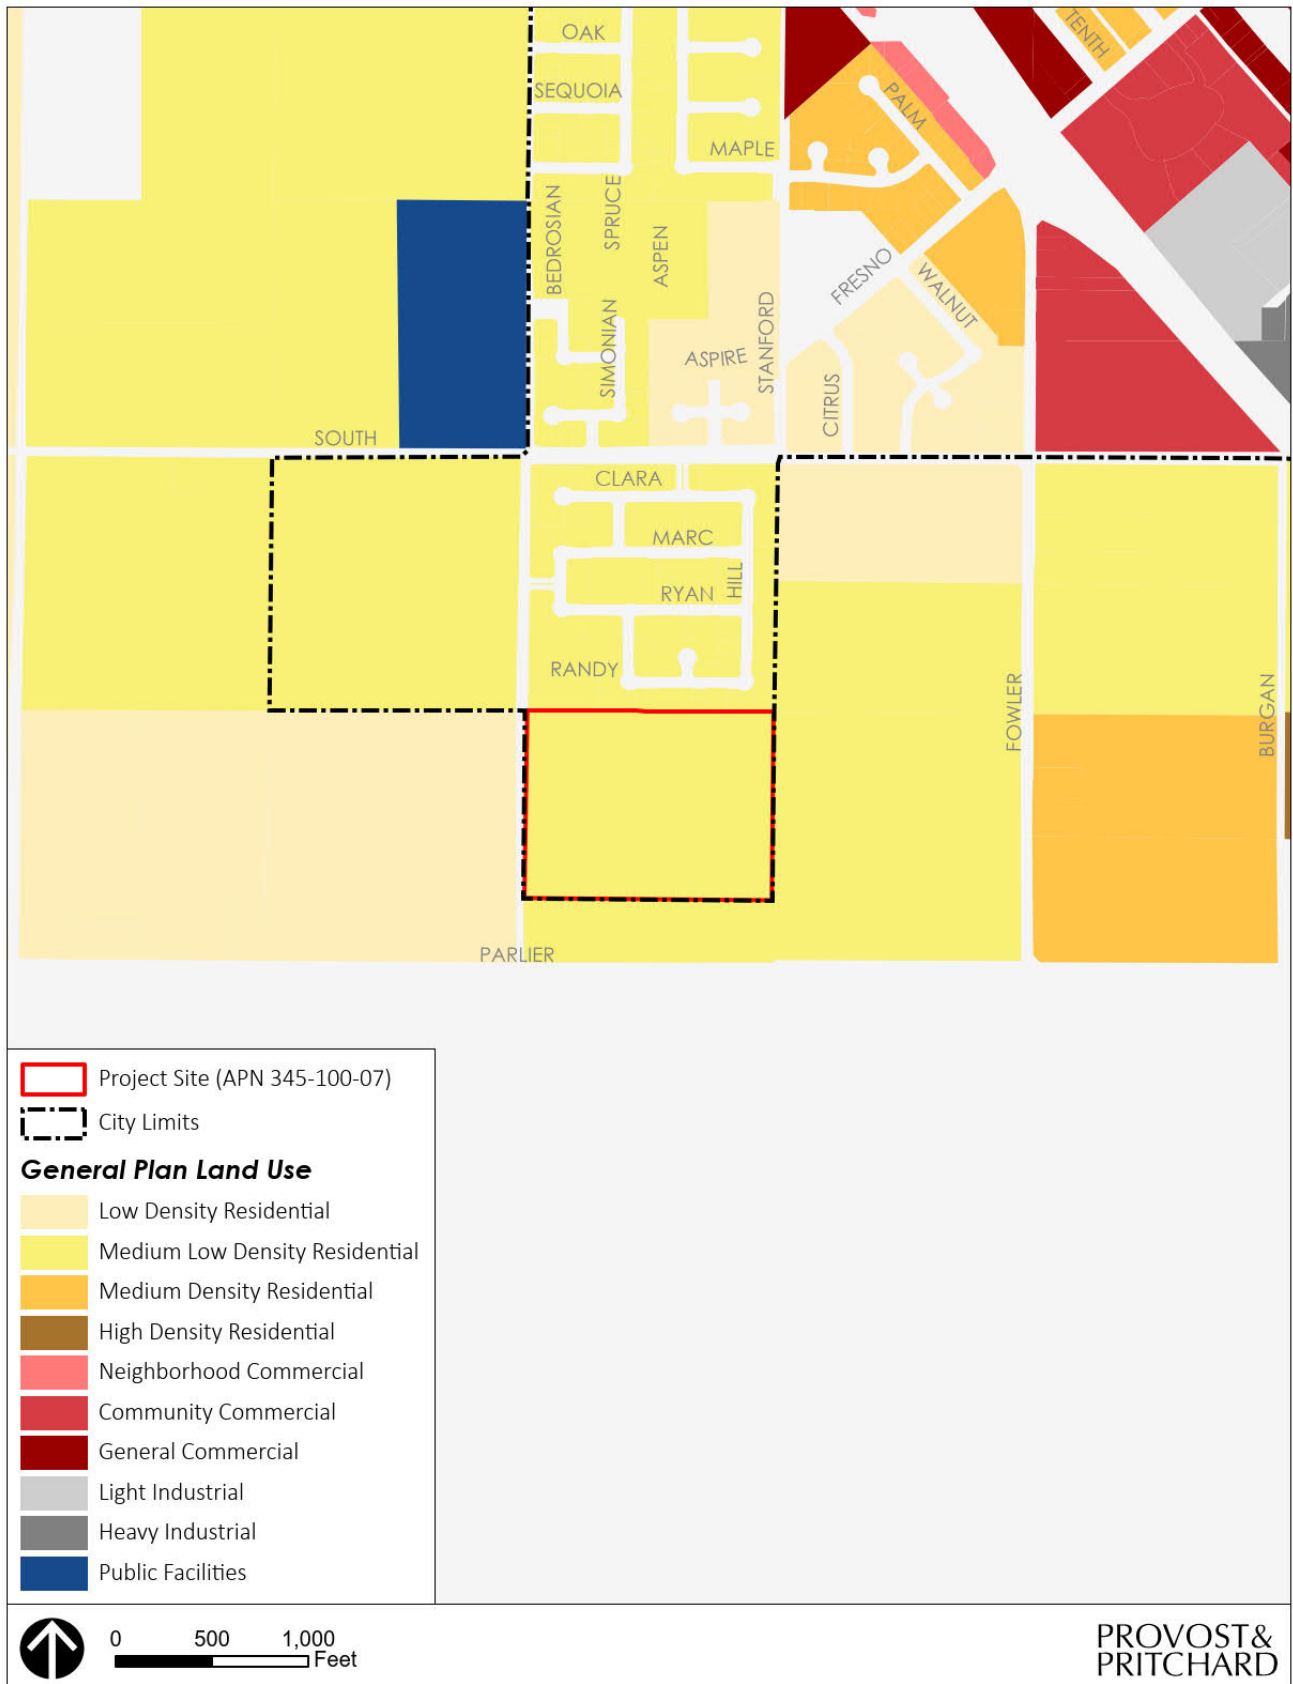 OAK
TENTH
SEQUOIA
PALM
MAPLE
BEDROSIAN
SPRUCE
ASPEN
FRESNO
WALNUT
SIMONIAN
STANFORD
ASPIRE
CITRUS
SOUTH
CLARA
MARC
HILL
RYAN
RANDY
FOWLER
BURGAN
PARLIER
Project Site (APN 345-100-07)
City Limits
General Plan Land Use
Low Density Residential
Medium Low Density Residential
Medium Density Residential
High Density Residential
Neighborhood Commercial
Community Commercial
General Commercial
Light Industrial
Heavy Industrial
Public Facilities
0 500 1,000
Feet
PROVOST&
PRITCHARD